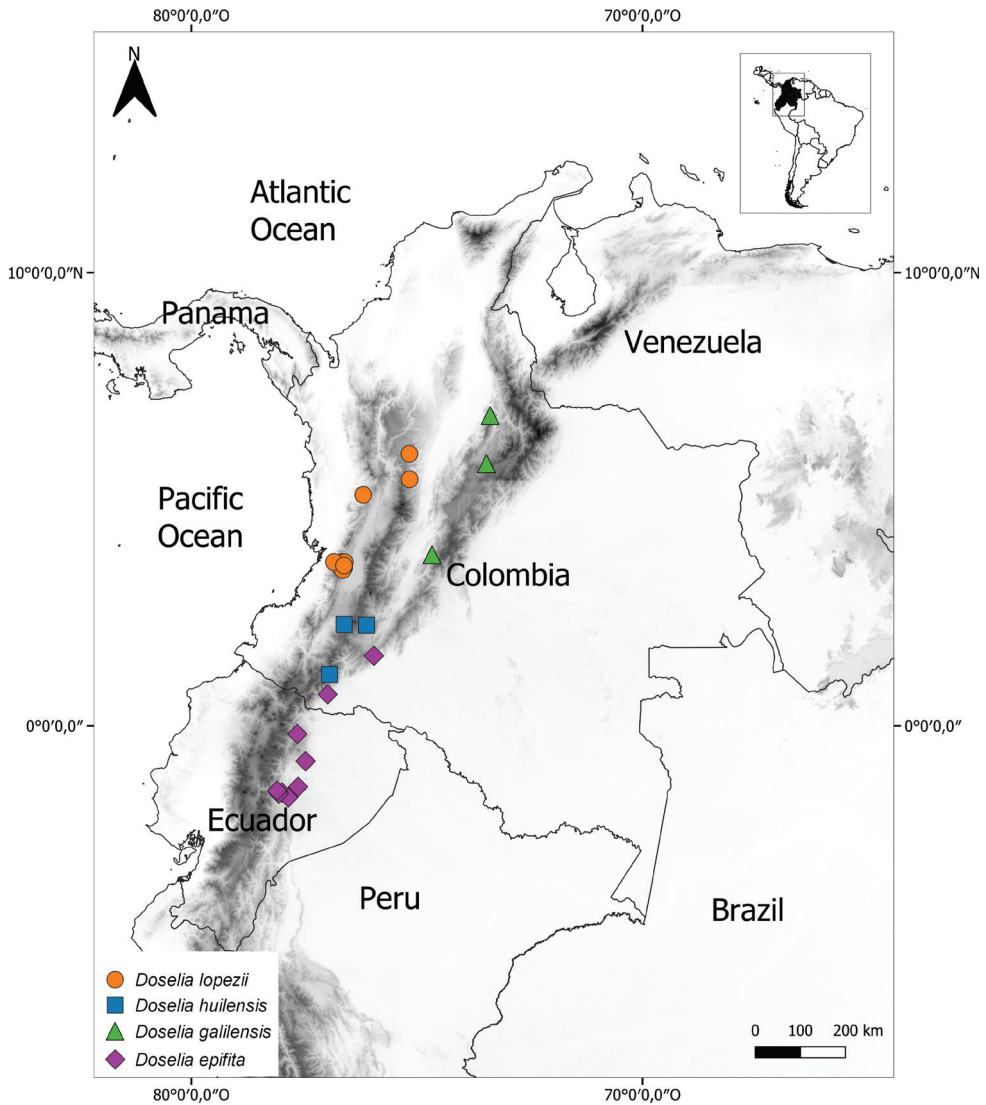 80°0'0,0"O
70°0'0,0"O
N
Atlantic
Ocean
10°0'0,0"N
10°0'0,0"N
Panama
Venezuela
Pacific
Ocean
Colombia
0°0'0,0"
0°0'0,0"
Ecuador
Peru
Brazil
Doselia lopezii
Doselia huilensis
Doselia galilensis
Doselia epifita
0 100 200 km
80°0'0,0"O
70°0'0,0"O